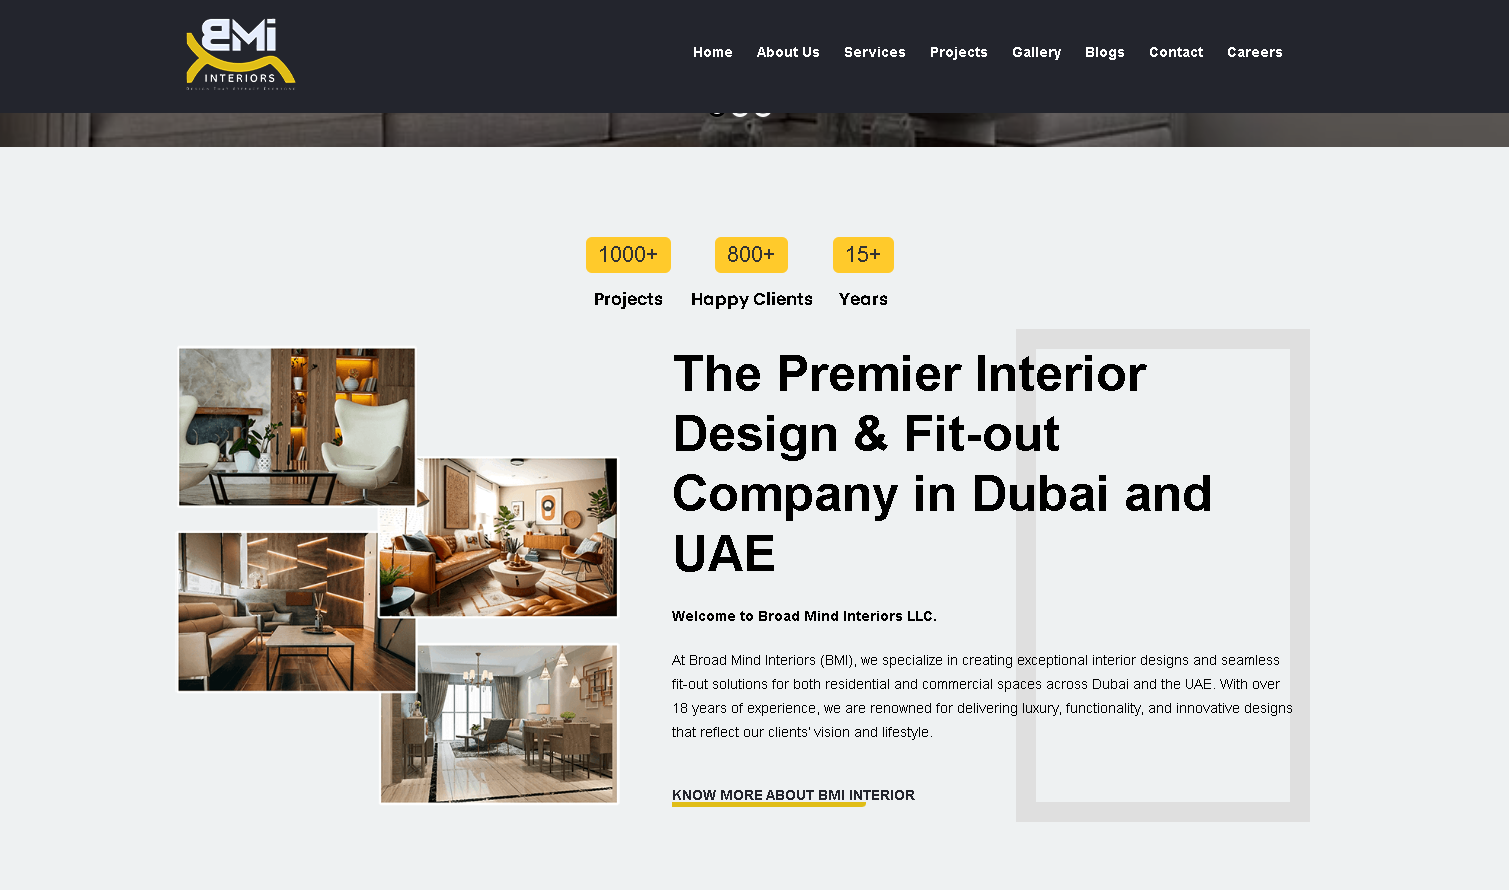 BMi
INTERIORS
Home About Us Services Projects Gallery Blogs Contact Careers
1000+ 800+ 15+
Projects Happy Clients Years
The Premier Interior
Design & Fit-out
Company in Dubai and
UAE
Welcome to Broad Mind Interiors LLC.
At Broad Mind Interiors (BMI), we specialize in creating exceptional interior designs and seamless
fit-out solutions for both residential and commercial spaces across Dubai and the UAE. With over
18 years of experience, we are renowned for delivering luxury, functionality, and innovative designs
that reflect our clients' vision and lifestyle.
KNOW MORE ABOUT BMI INTERIOR